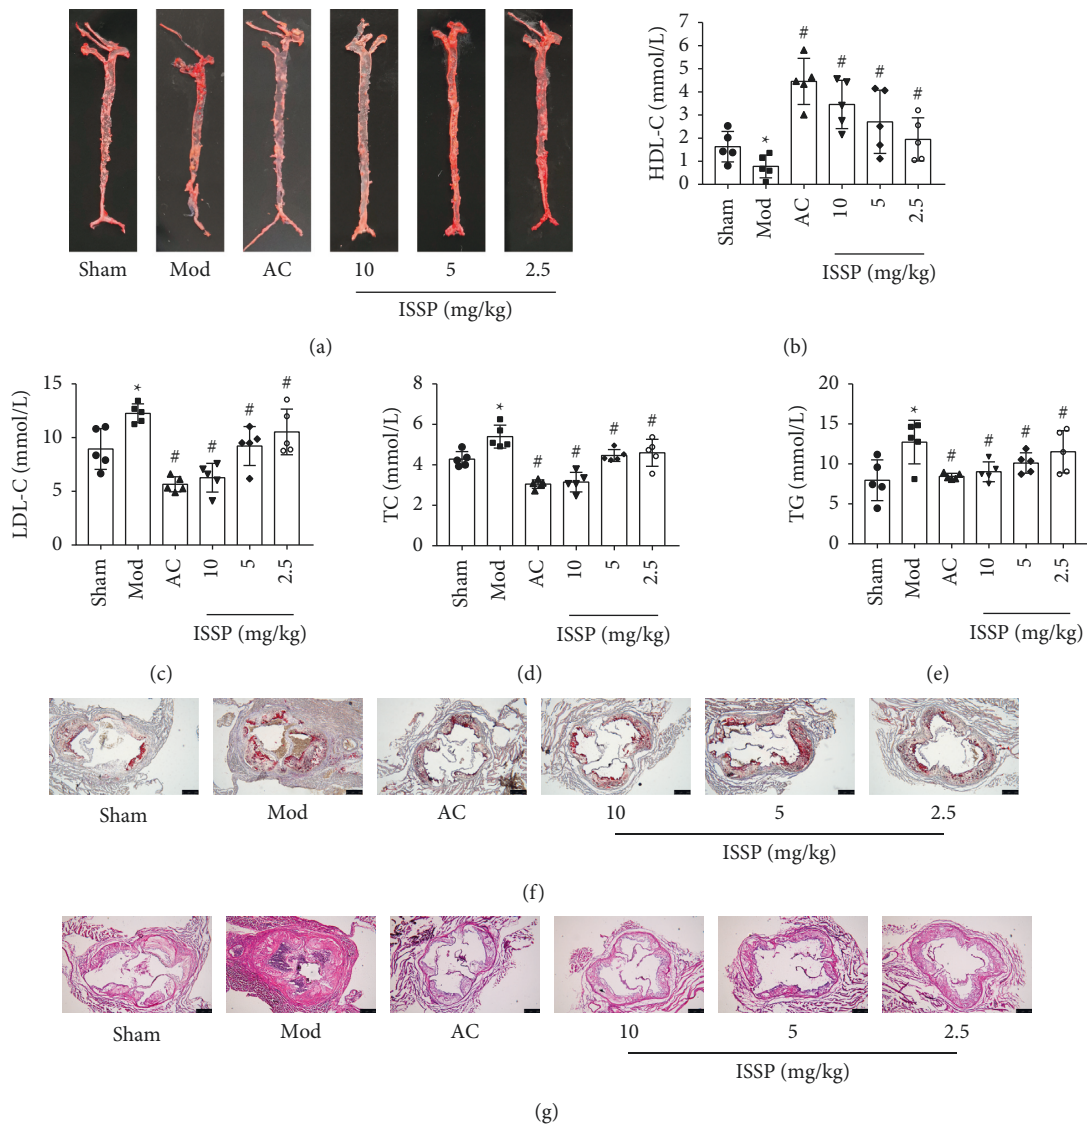 Sham Mod AC 10 5 2.5
ISSP (mg/kg)
(a)
HDL-C (mmol/L)
7
6
5
4
3
2
1
0
* # # # #
Sham Mod AC 10 5 2.5
ISSP (mg/kg)
(b)
LDL-C (mmol/L)
15
10
5
0
* # # # #
Sham Mod AC 10 5 2.5
ISSP (mg/kg)
(c)
TC (mmol/L)
8
6
4
2
0
* # # # #
Sham Mod AC 10 5 2.5
ISSP (mg/kg)
(d)
TG (mmol/L)
20
15
10
5
0
* # # # #
Sham Mod AC 10 5 2.5
ISSP (mg/kg)
(e)
Sham Mod AC 10 5 2.5
ISSP (mg/kg)
(f)
Sham Mod AC 10 5 2.5
ISSP (mg/kg)
(g)